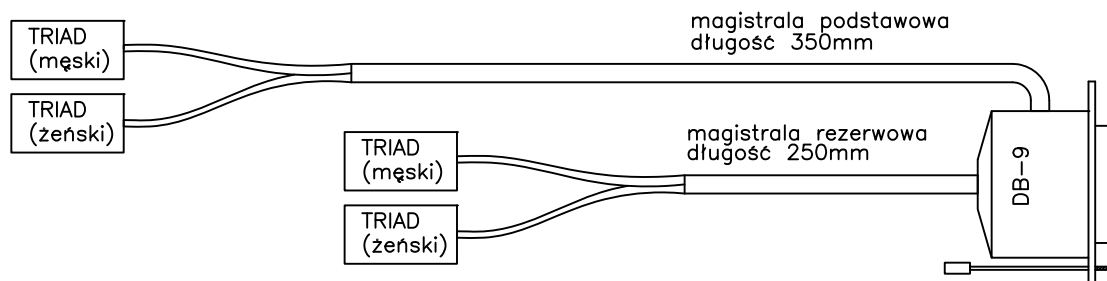 TRIAD
(męski)
magistrala podstawowa
długość 350mm
TRIAD
(żeński)
TRIAD
(męski)
magistrala rezerwowa
długość 250mm
TRIAD
(żeński)
DB-9